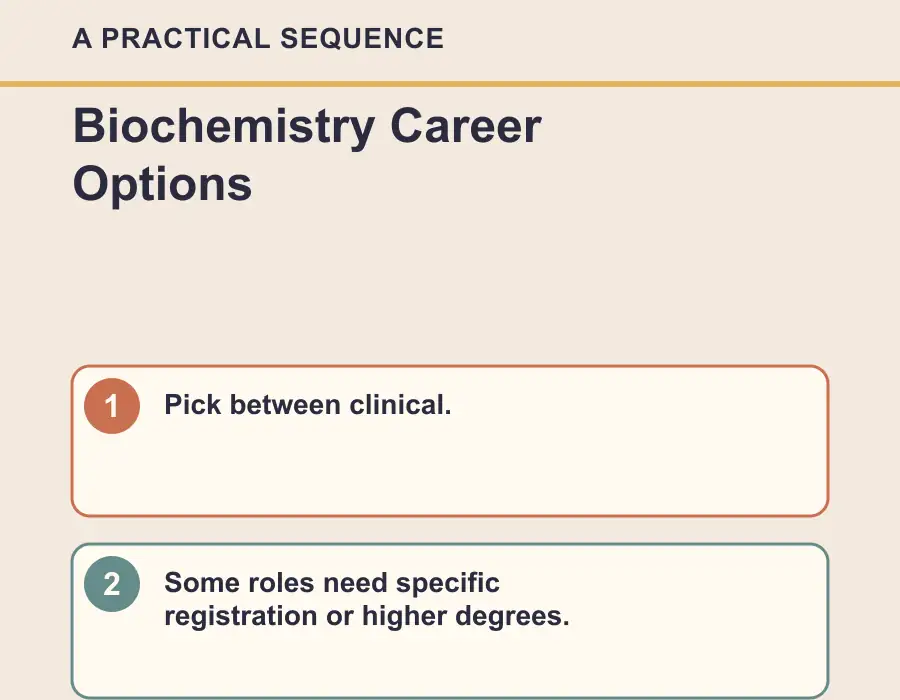 A PRACTICAL SEQUENCE
Biochemistry Career
Options
1
Pick between clinical.
2
Some roles need specific
registration or higher degrees.